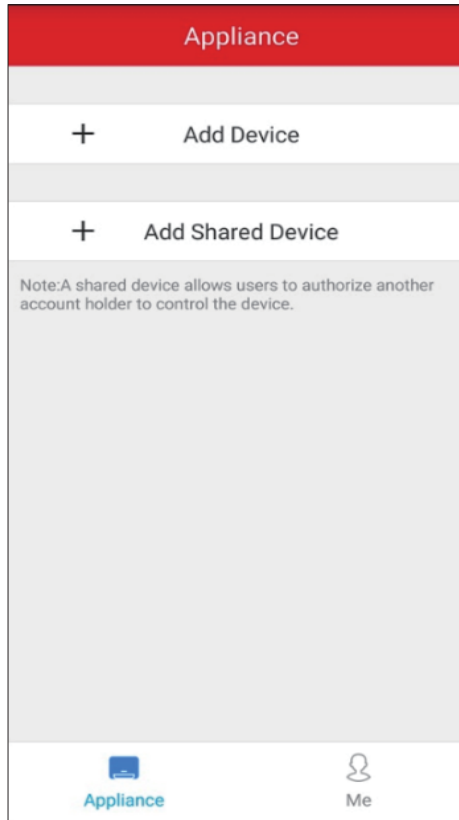 Appliance
+ Add Device
+ Add Shared Device
Note:A shared device allows users to authorize another
account holder to control the device.
Appliance
Me